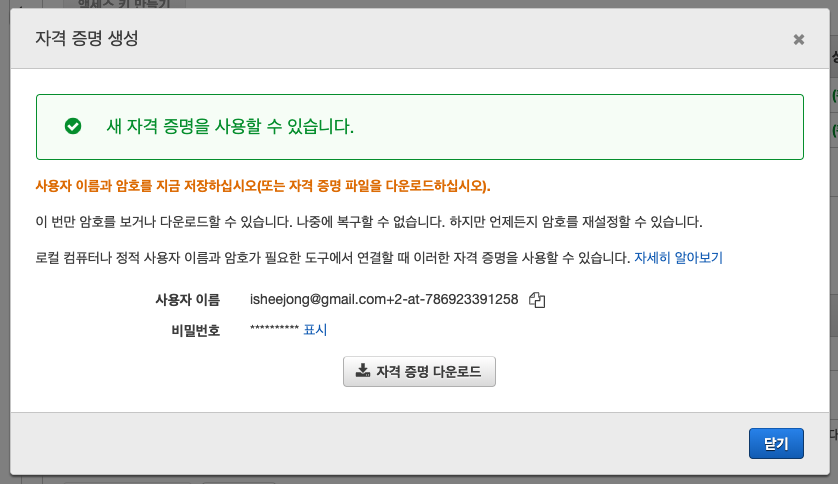 액세스 키 만들기
자격 증명 생성
새 자격 증명을 사용할 수 있습니다.
사용자 이름과 암호를 지금 저장하십시오(또는 자격 증명 파일을 다운로드하십시오).
이 번만 암호를 보거나 다운로드할 수 있습니다. 나중에 복구할 수 없습니다. 하지만 언제든지 암호를 재설정할 수 있습니다.
로컬 컴퓨터나 정적 사용자 이름과 암호가 필요한 도구에서 연결할 때 이러한 자격 증명을 사용할 수 있습니다. 자세히 알아보기
사용자 이름 isheejong@gmail.com+2-at-786923391258
비밀번호 ********** 표시
자격 증명 다운로드
닫기